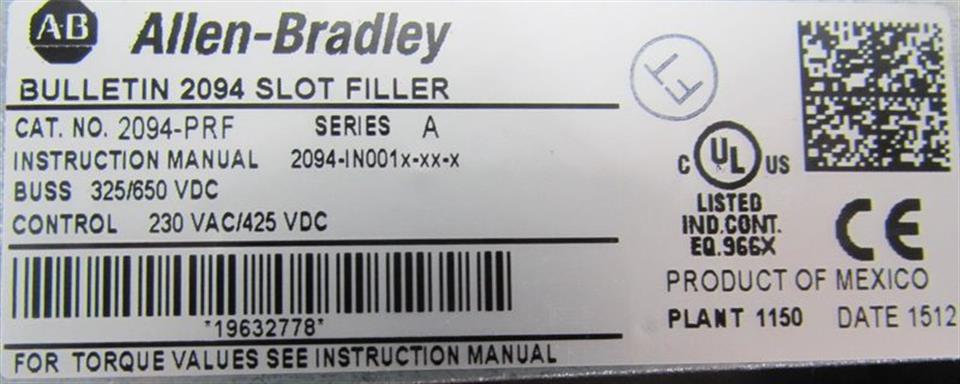 A-B Allen-Bradley
BULLETIN 2094 SLOT FILLER
CAT. NO. 2094-PRF SERIES A
INSTRUCTION MANUAL 2094-IN001x-xx-x
BUSS 325/650 VDC
CONTROL 230 VAC/425 VDC
*19632778*
FOR TORQUE VALUES SEE INSTRUCTION MANUAL
FT
C UL US
LISTED
IND.CONT.
EQ.966X
CE
PRODUCT OF MEXICO
PLANT 1150 DATE 1512